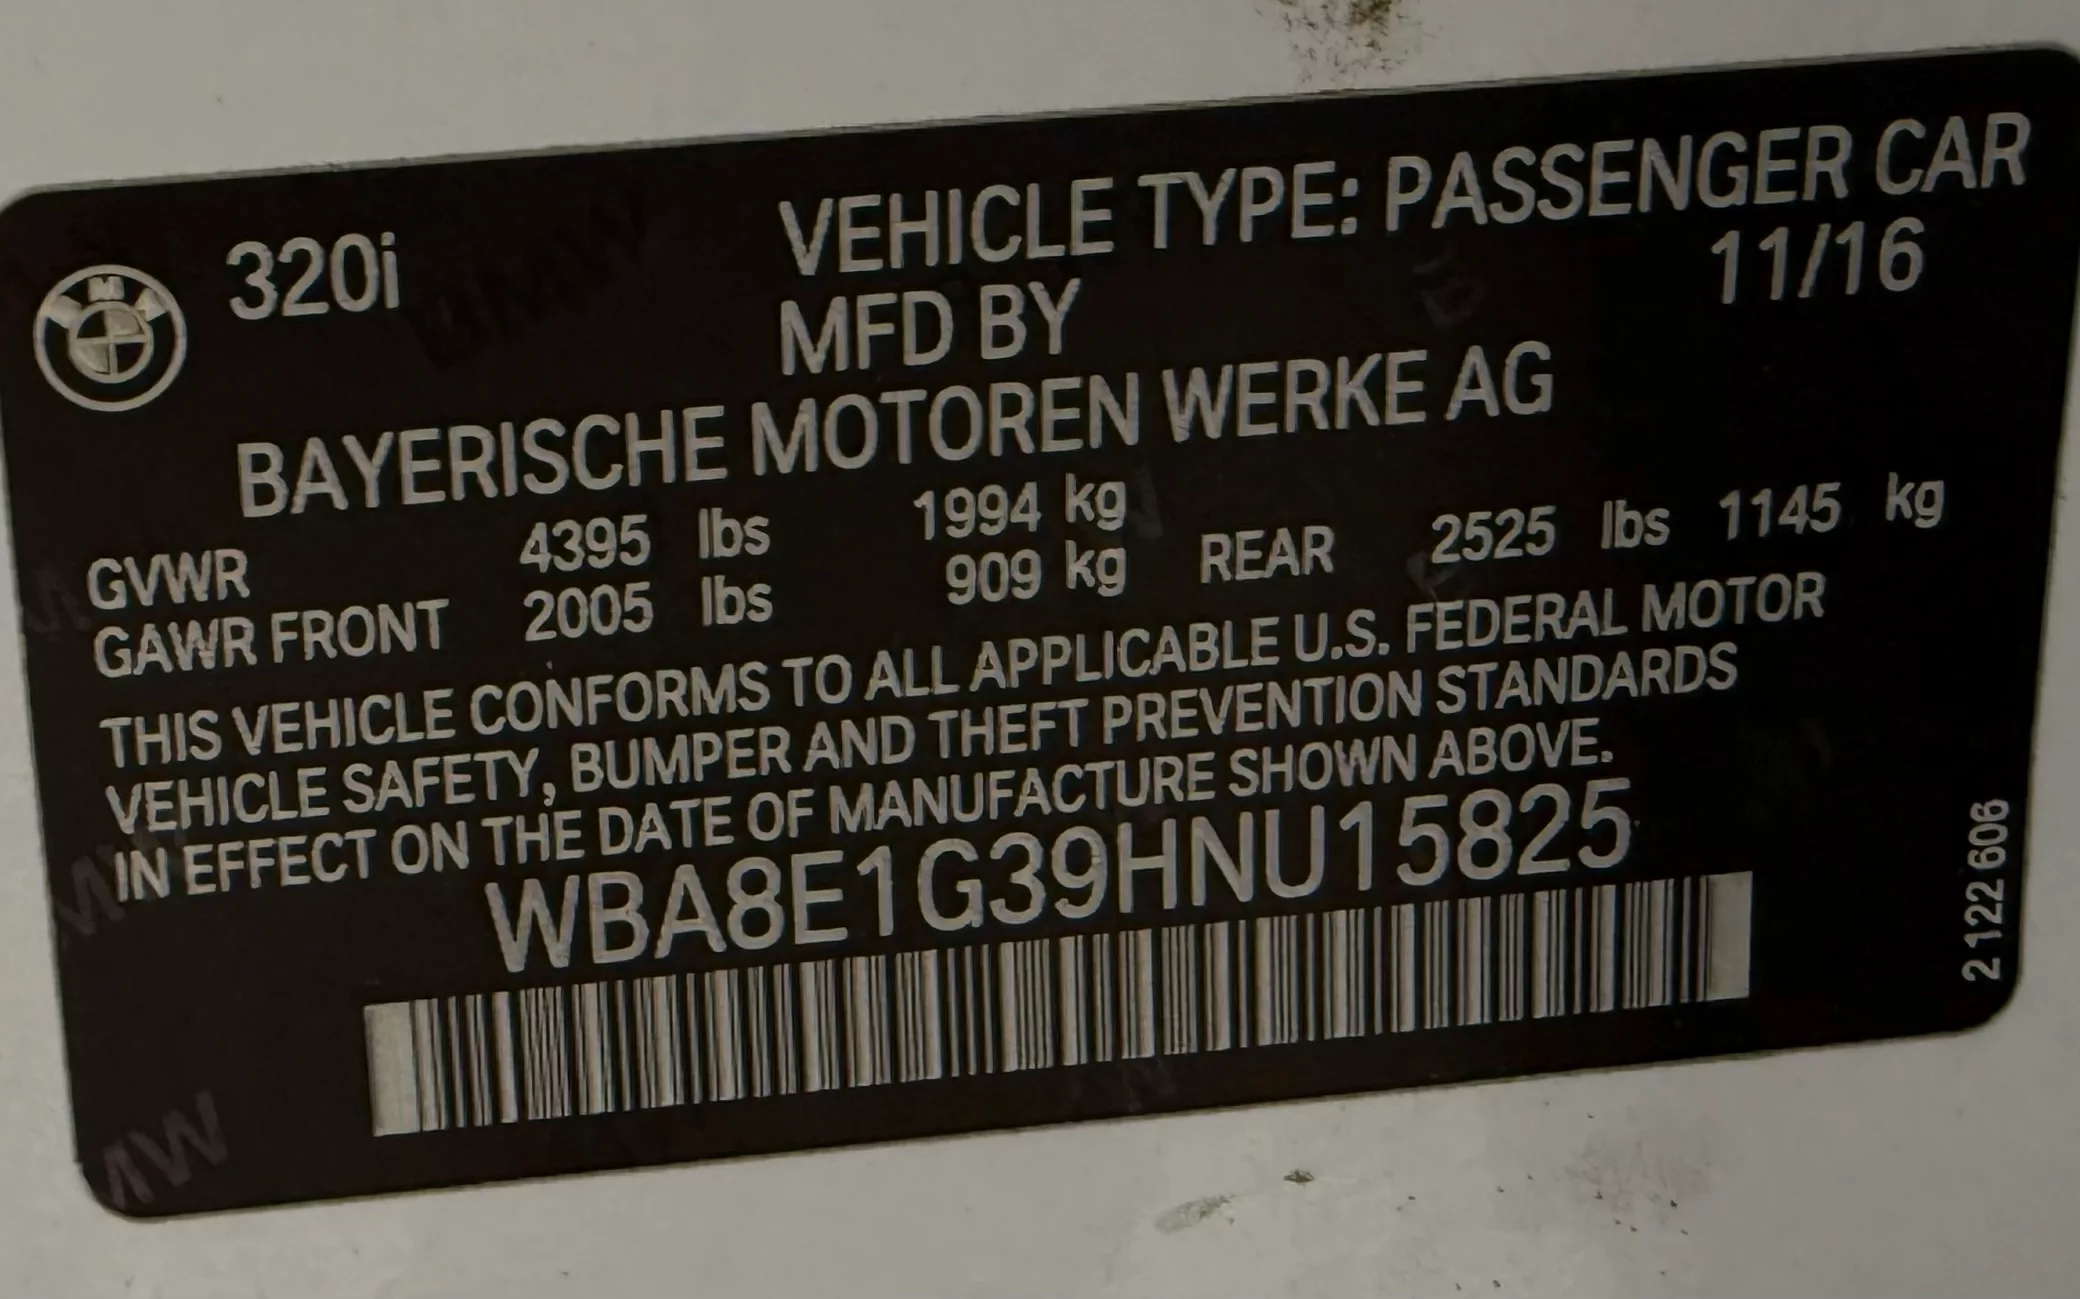 320i VEHICLE TYPE: PASSENGER CAR
MFD BY 11/16
BAYERISCHE MOTOREN WERKE AG
GVWR 4395 lbs 1994 kg
GAWR FRONT 2005 lbs 909 kg REAR 2525 lbs 1145 kg
THIS VEHICLE CONFORMS TO ALL APPLICABLE U.S. FEDERAL MOTOR
VEHICLE SAFETY, BUMPER AND THEFT PREVENTION STANDARDS
IN EFFECT ON THE DATE OF MANUFACTURE SHOWN ABOVE.
WBA8E1G39HNU15825
2 122 606
BMW